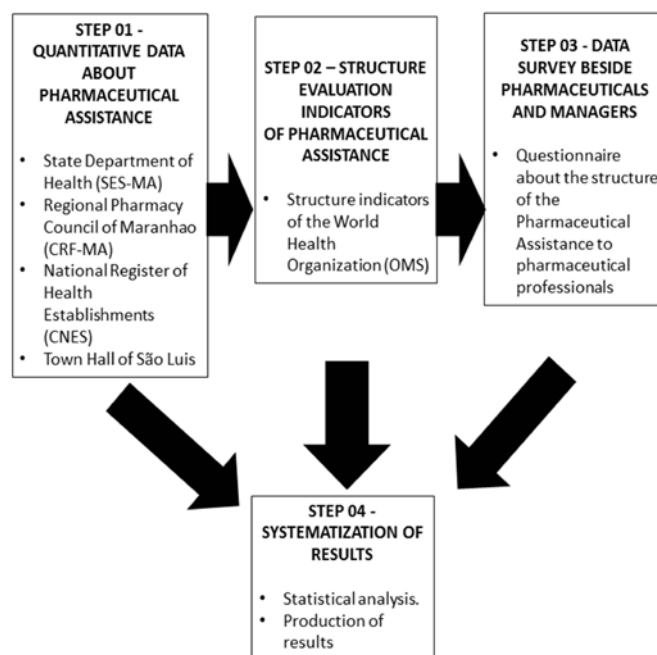 STEP 01 -
QUANTITATIVE DATA
ABOUT
PHARMACEUTICAL
ASSISTANCE
• State Department of
Health (SES-MA)
• Regional Pharmacy
Council of Maranhao
(CRF-MA)
• National Register of
Health
Establishments
(CNES)
• Town Hall of São Luis
STEP 02 – STRUCTURE
EVALUATION
INDICATORS
OF PHARMACEUTICAL
ASSISTANCE
• Structure indicators
of the World
Health
Organization (OMS)
STEP 03 - DATA
SURVEY BESIDE
PHARMACEUTICALS
AND MANAGERS
• Questionnaire
about the structure
of the
Pharmaceutical
Assistance to
pharmaceutical
professionals
STEP 04 -
SYSTEMATIZATION OF
RESULTS
• Statistical analysis.
• Production of
results